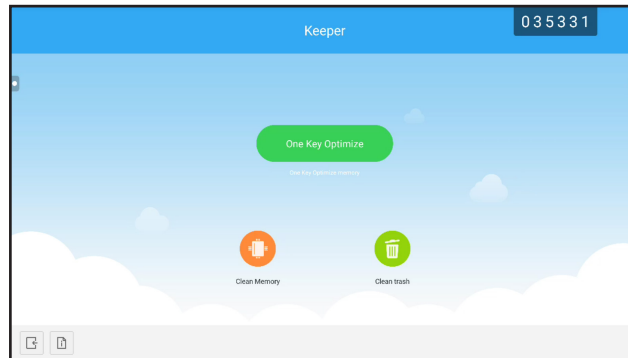 Keeper
035331
One Key Optimize
One Key Optimize memory
Clean Memory
Clean trash